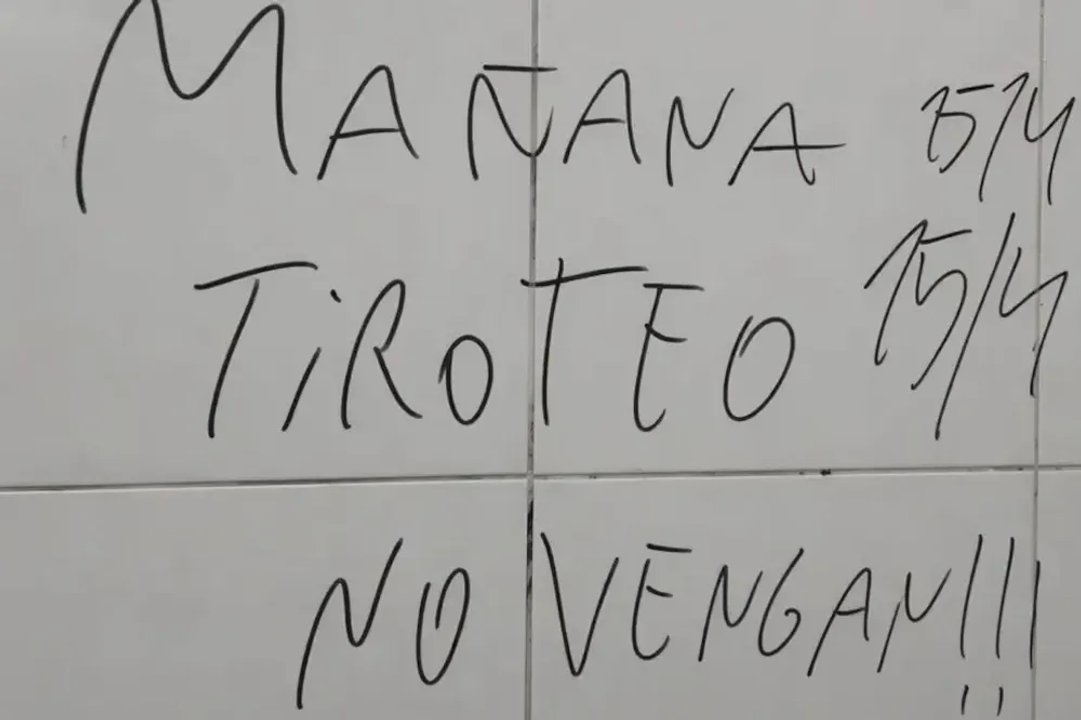 MAÑANA 15/4
TiROTEO 15/4
NO VENGAN!!!